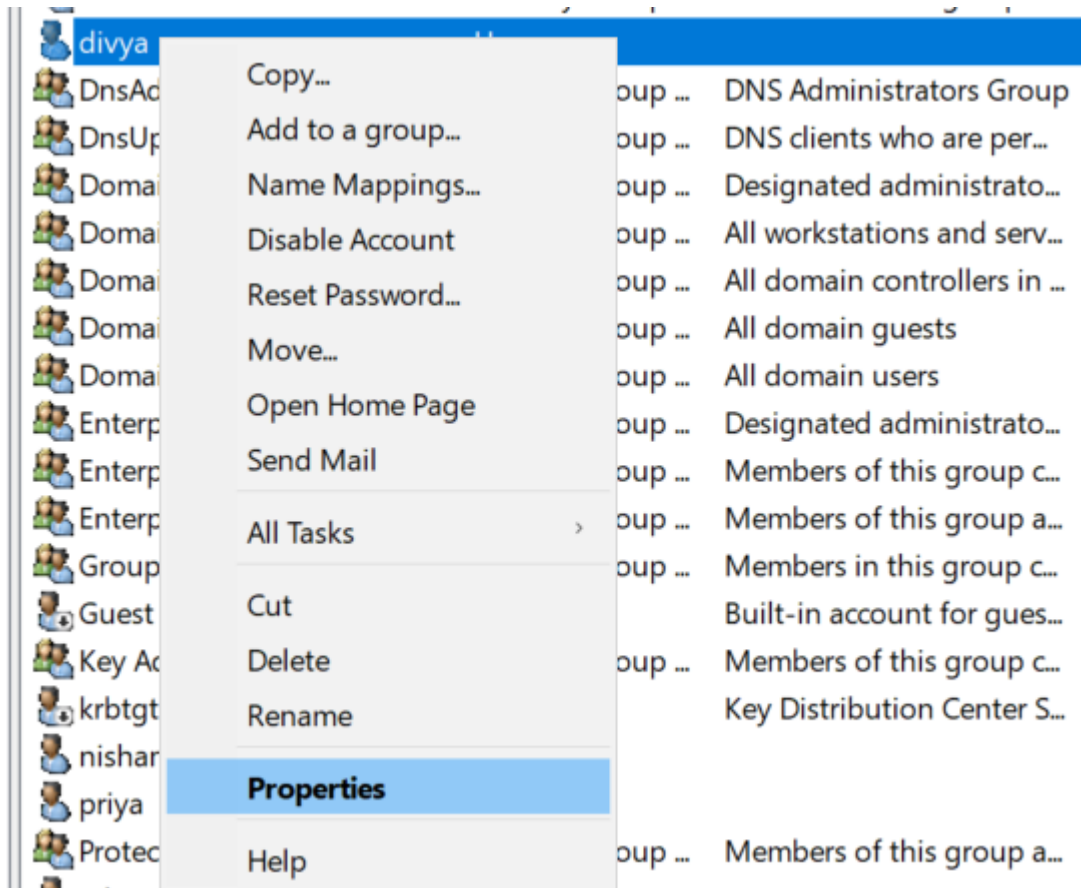 divya
Copy...
DnsAd oup ... DNS Administrators Group
Add to a group...
DnsUp oup ... DNS clients who are per...
Name Mappings...
Domai oup ... Designated administrato...
Disable Account
Domai oup ... All workstations and serv...
Reset Password...
Domai oup ... All domain controllers in ...
Move...
Domai oup ... All domain guests
Domai oup ... All domain users
Open Home Page
Enterp oup ... Designated administrato...
Send Mail
Enterp oup ... Members of this group c...
All Tasks
Enterp oup ... Members of this group a...
Group oup ... Members in this group c...
Cut
Guest Built-in account for gues...
Delete
Key Ad oup ... Members of this group c...
Rename
krbtgt Key Distribution Center S...
nishan
Properties
priya
Protec oup ... Members of this group a...
Help